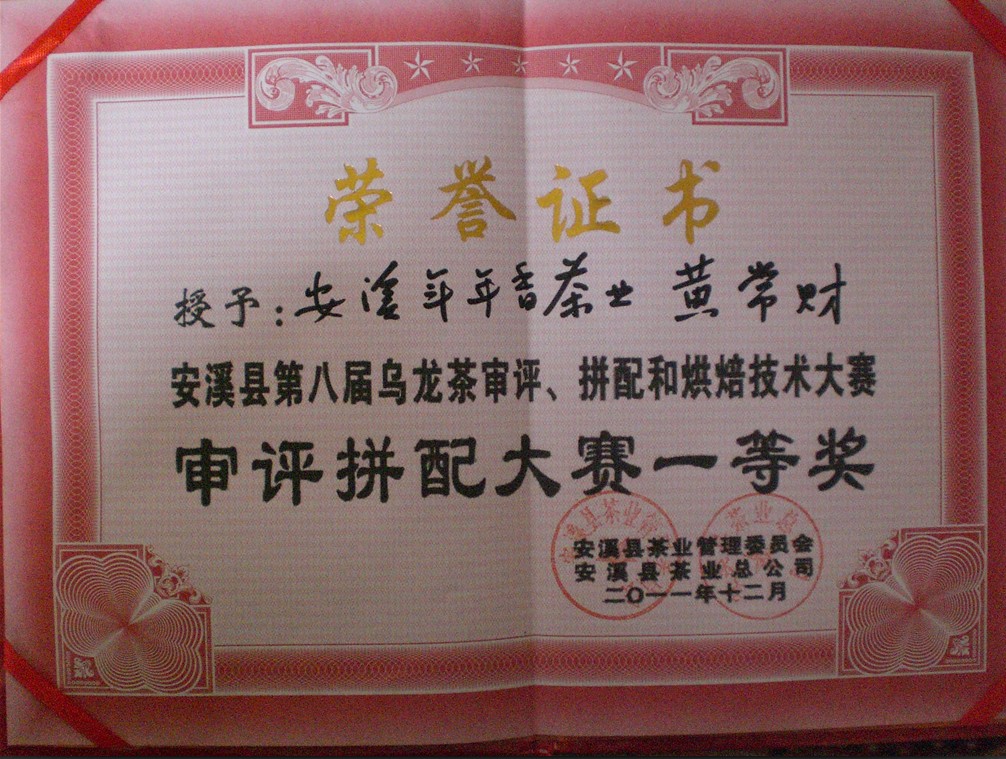 荣誉证书
授予：安溪年年香茶业 黄常财
安溪县第八届乌龙茶审评、拼配和烘焙技术大赛
审评拼配大赛一等奖
安溪县茶业管理委员会
安溪县茶业总公司
二〇一一年十二月